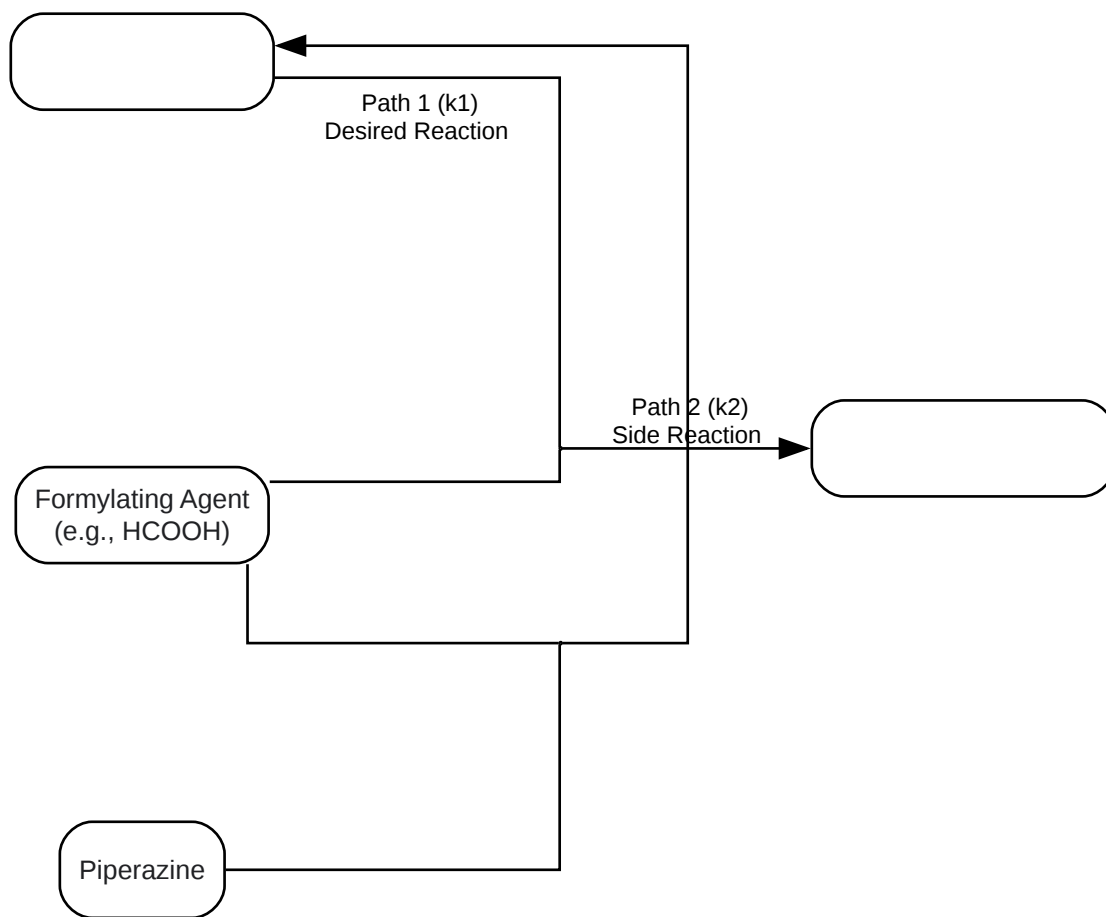 Path 1 (k1)
Desired Reaction
Path 2 (k2)
Side Reaction
Formylating Agent
(e.g., HCOOH)
Piperazine